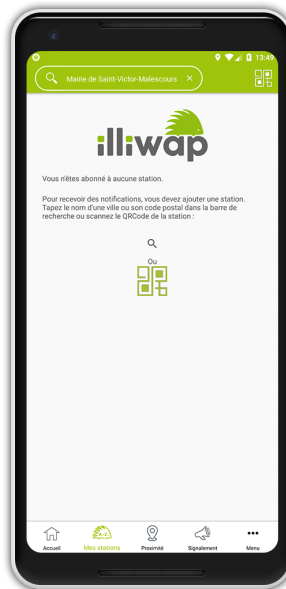 13:49
Mairie de Saint-Victor-Malescours
illiwap
Vous n'êtes abonné à aucune station.
Pour recevoir des notifications, vous devez ajouter une station.
Tapez le nom d'une ville ou son code postal dans la barre de
recherche ou scannez le QRCode de la station :
Ou
A-Z
Accueil Mes stations Proximité Signalement Menu